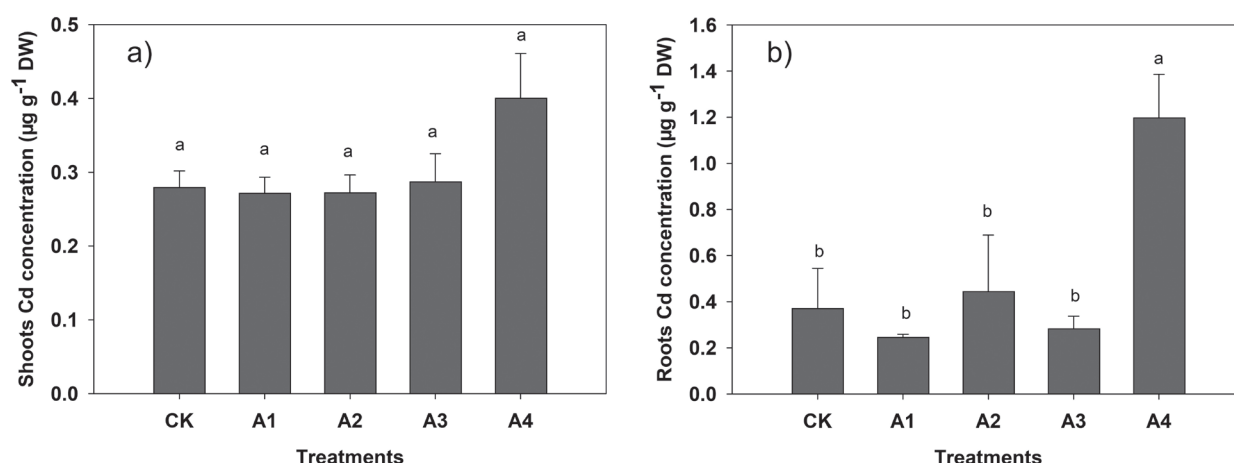 a)
Shoots Cd concentration (µg g-1 DW)
0.5
0.4
0.3
0.2
0.1
0.0
a
a
a
a
a
CK A1 A2 A3 A4
Treatments
b)
Roots Cd concentration (µg g-1 DW)
1.6
1.4
1.2
1.0
0.8
0.6
0.4
0.2
0.0
b
b
b
b
a
CK A1 A2 A3 A4
Treatments